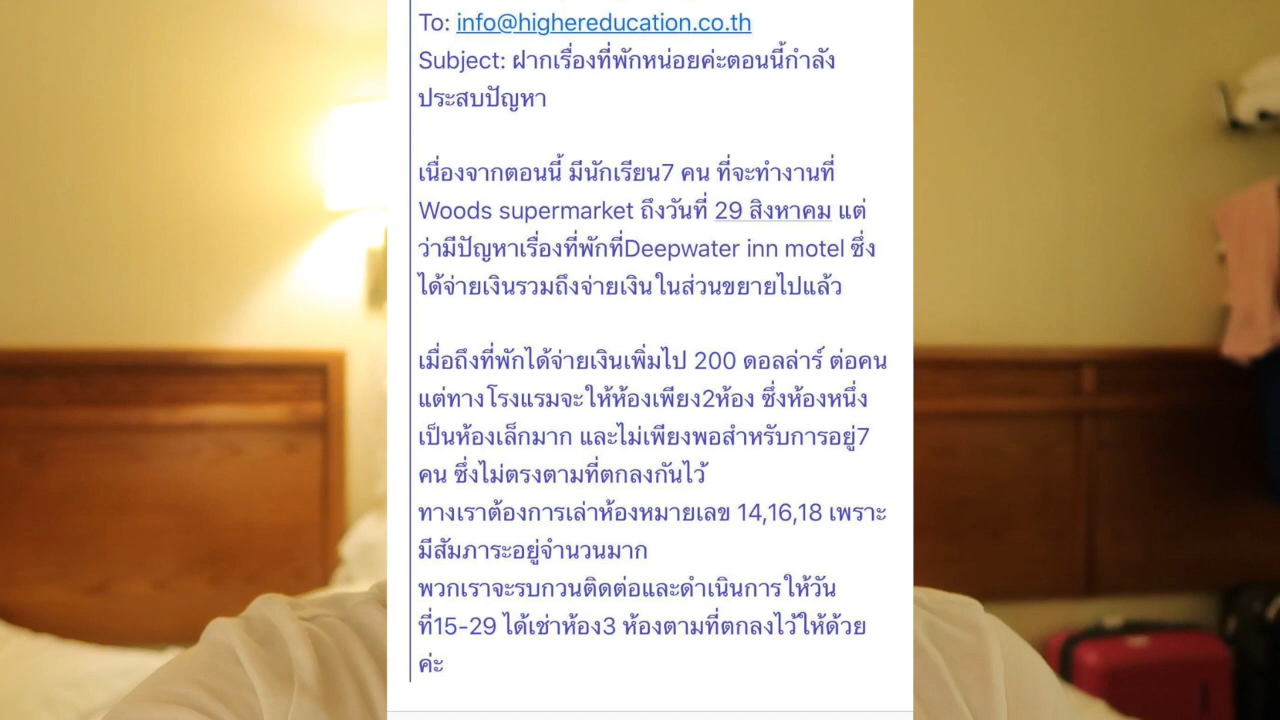 To: info@highereducation.co.th
Subject: ฝากเรื่องที่พักหน่อยค่ะตอนนี้กำลัง
ประสบปัญหา
เนื่องจากตอนนี้ มีนักเรียน7 คน ที่จะทำงานที่
Woods supermarket ถึงวันที่ 29 สิงหาคม แต่
ว่ามีปัญหาเรื่องที่พักที่Deepwater inn motel ซึ่ง
ได้จ่ายเงินรวมถึงจ่ายเงินในส่วนขยายไปแล้ว
เมื่อถึงที่พักได้จ่ายเงินเพิ่มไป 200 ดอลล่าร์ ต่อคน
แต่ทางโรงแรมจะให้ห้องเพียง2ห้อง ซึ่งห้องหนึ่ง
เป็นห้องเล็กมาก และไม่เพียงพอสำหรับการอยู่7
คน ซึ่งไม่ตรงตามที่ตกลงกันไว้
ทางเราต้องการเล่าห้องหมายเลข 14,16,18 เพราะ
มีสัมภาระอยู่จำนวนมาก
พวกเราจะรบกวนติดต่อและดำเนินการให้วัน
ที่15-29 ได้เช่าห้อง3 ห้องตามที่ตกลงไว้ให้ด้วย
ค่ะ